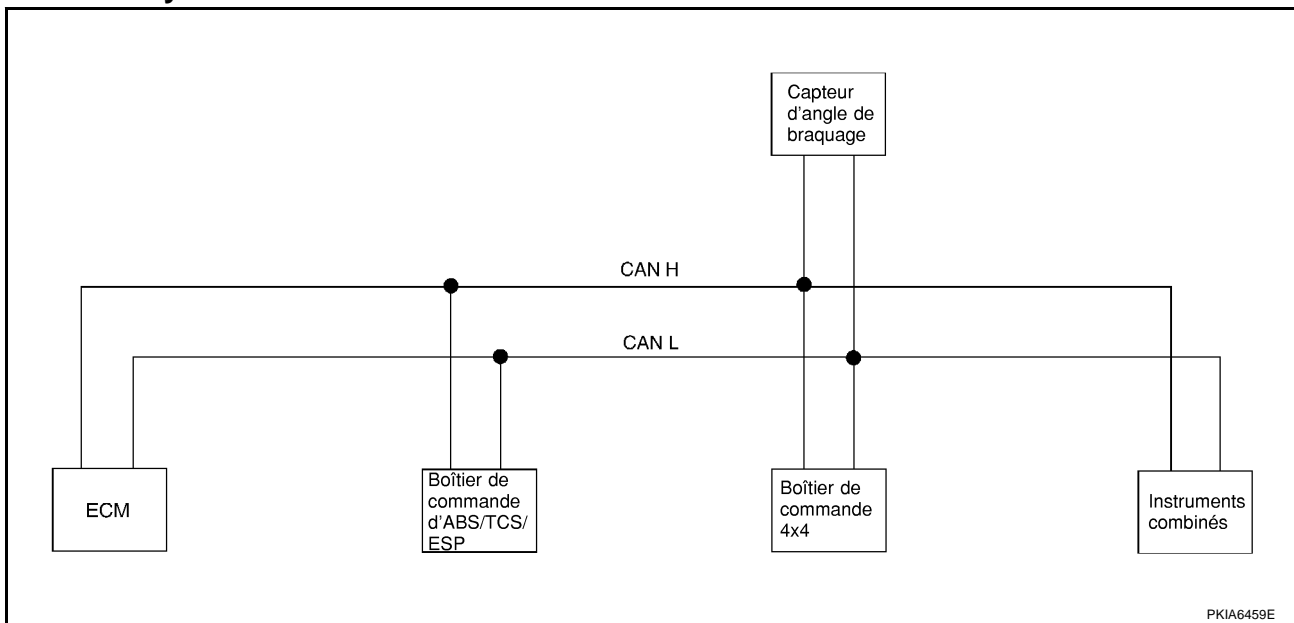 Capteur
d'angle de
braquage
CAN H
CAN L
ECM
Boîtier de
commande
d'ABS/TCS/
ESP
Boîtier de
commande
4x4
Instruments
combinés
PKIA6459E